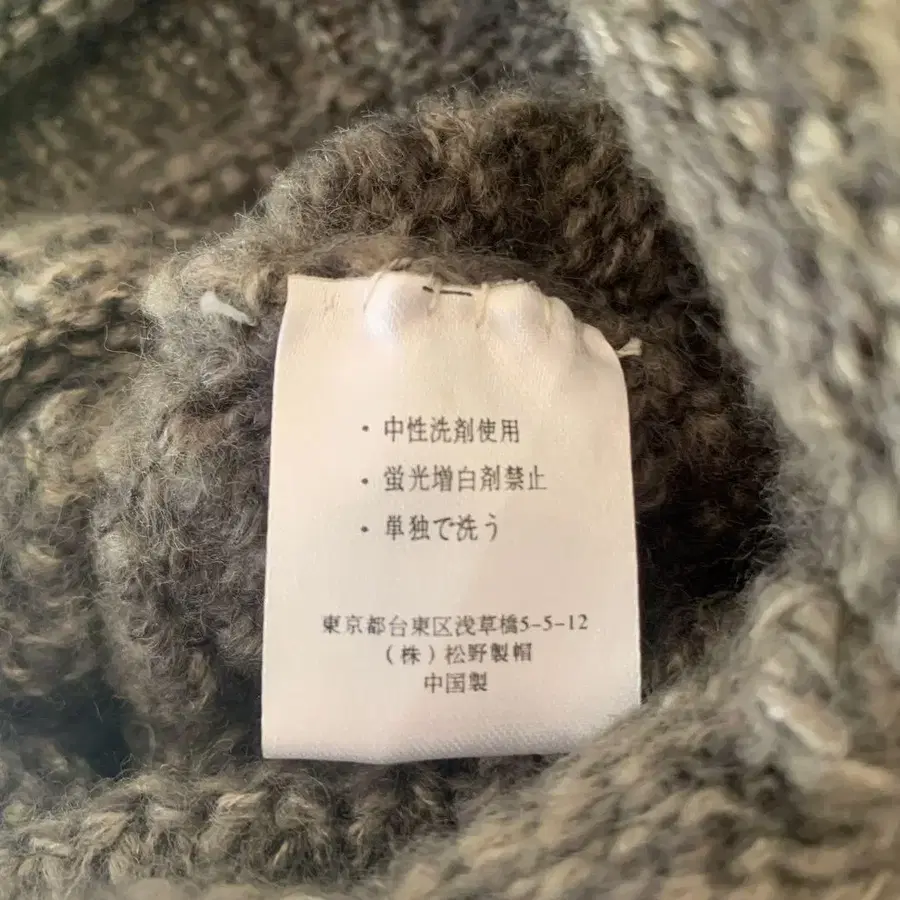 ・中性洗剤使用
・蛍光増白剤禁止
・単独で洗う
東京都台東区浅草橋5-5-12
(株)松野製帽
中国製